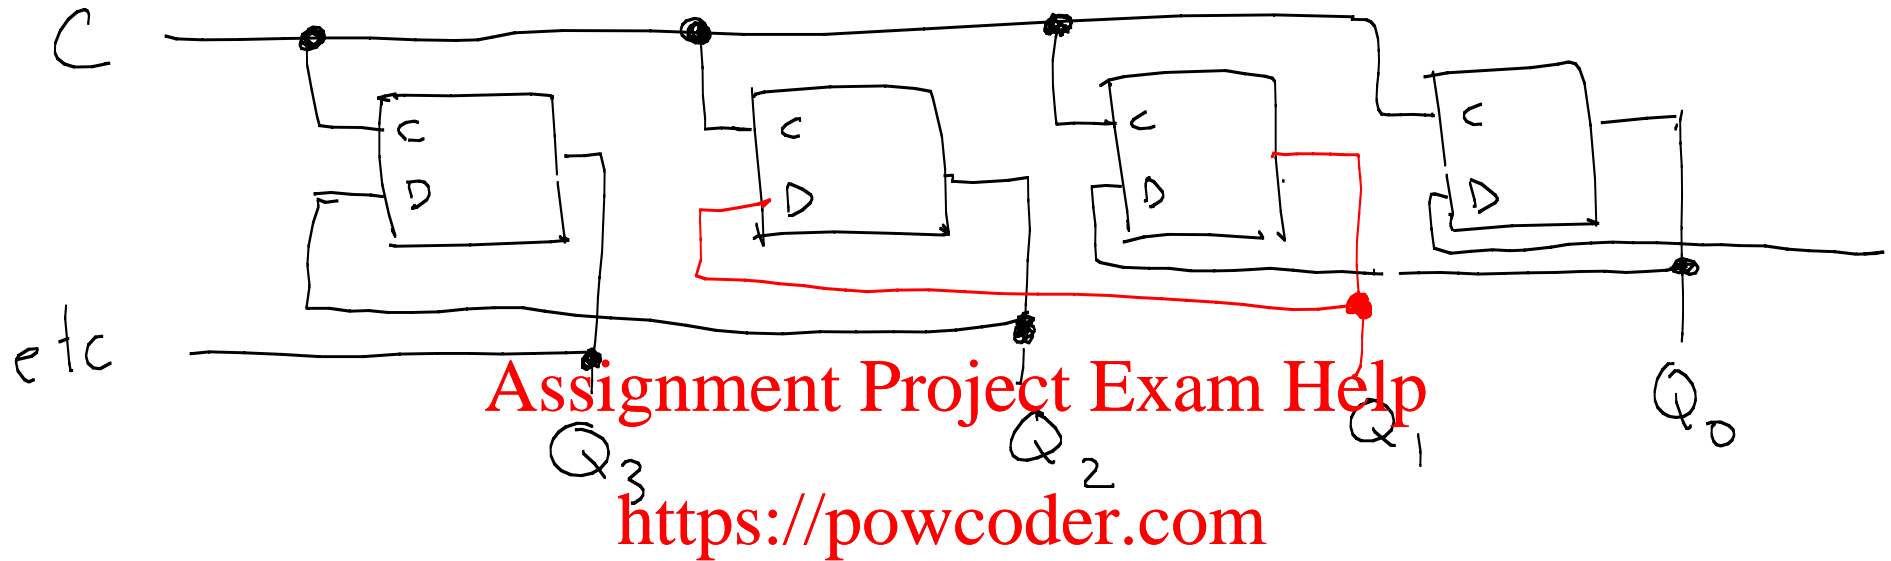 C
C C C C
D D D D
etc
Assignment Project Exam Help
Q3 Q2 Q1 Q0
https://powcoder.com